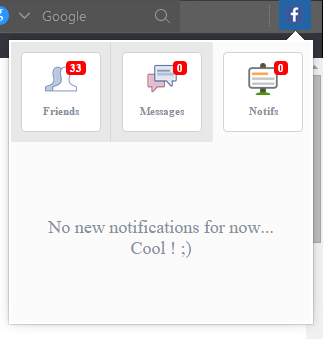 Google
33
0
0
Friends
Messages
Notifs
No new notifications for now...
Cool ! ;)